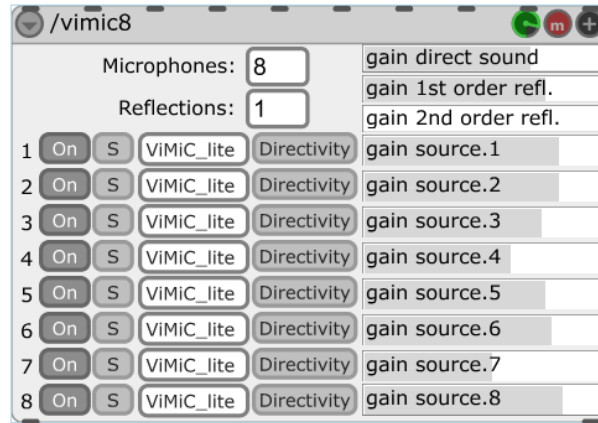 /vimic8 m +
Microphones: 8 gain direct sound
gain 1st order refl.
Reflections: 1
gain 2nd order refl.
1 On S ViMiC_lite Directivity gain source.1
2 On S ViMiC_lite Directivity gain source.2
3 On S ViMiC_lite Directivity gain source.3
4 On S ViMiC_lite Directivity gain source.4
5 On S ViMiC_lite Directivity gain source.5
6 On S ViMiC_lite Directivity gain source.6
7 On S ViMiC_lite Directivity gain source.7
8 On S ViMiC_lite Directivity gain source.8